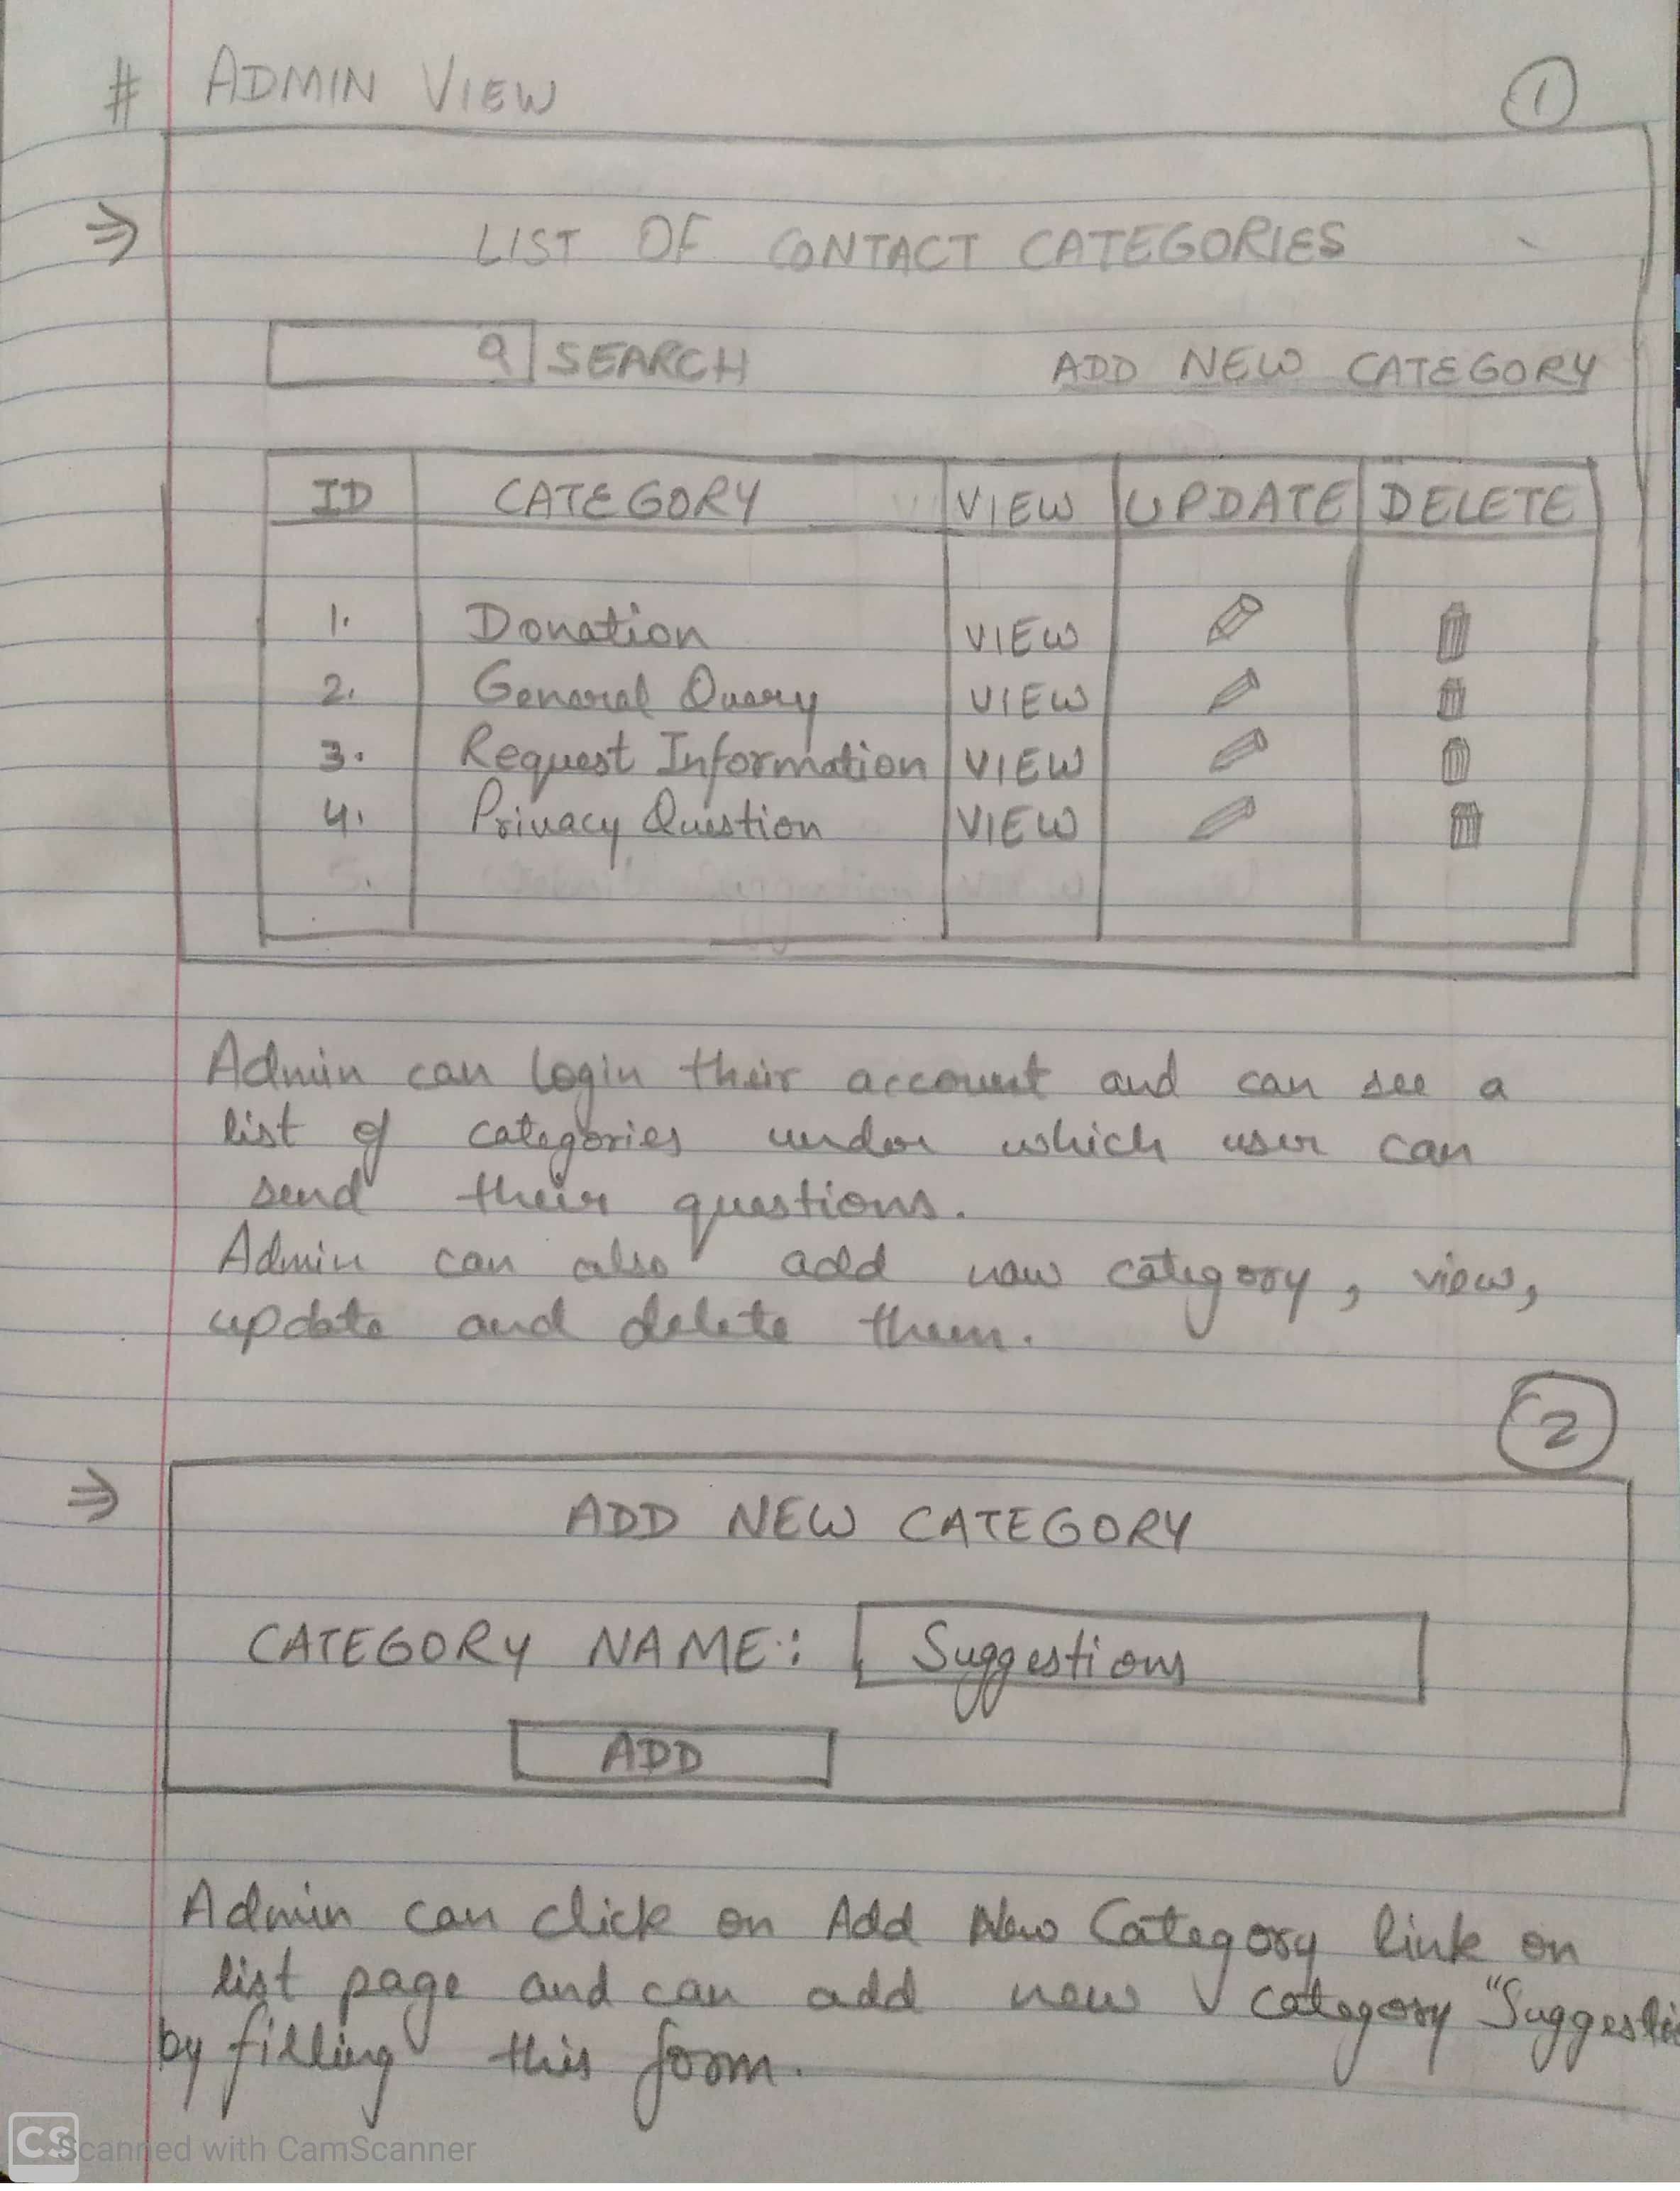 # ADMIN VIEW
1
⇒ LIST OF CONTACT CATEGORIES
SEARCH ADD NEW CATEGORY
ID CATEGORY VIEW UPDATE DELETE
1. Donation VIEW
2. General Query VIEW
3. Request Information VIEW
4. Privacy Question VIEW
Admin can login their account and can see a
list of categories under which user can
send their questions.
Admin can also add new category, view,
update and delete them.
2
⇒ ADD NEW CATEGORY
CATEGORY NAME: Suggestions
ADD
Admin can click on Add New Category link on
list page and can add new category "Suggestio
by filling this form.
CS Scanned with CamScanner